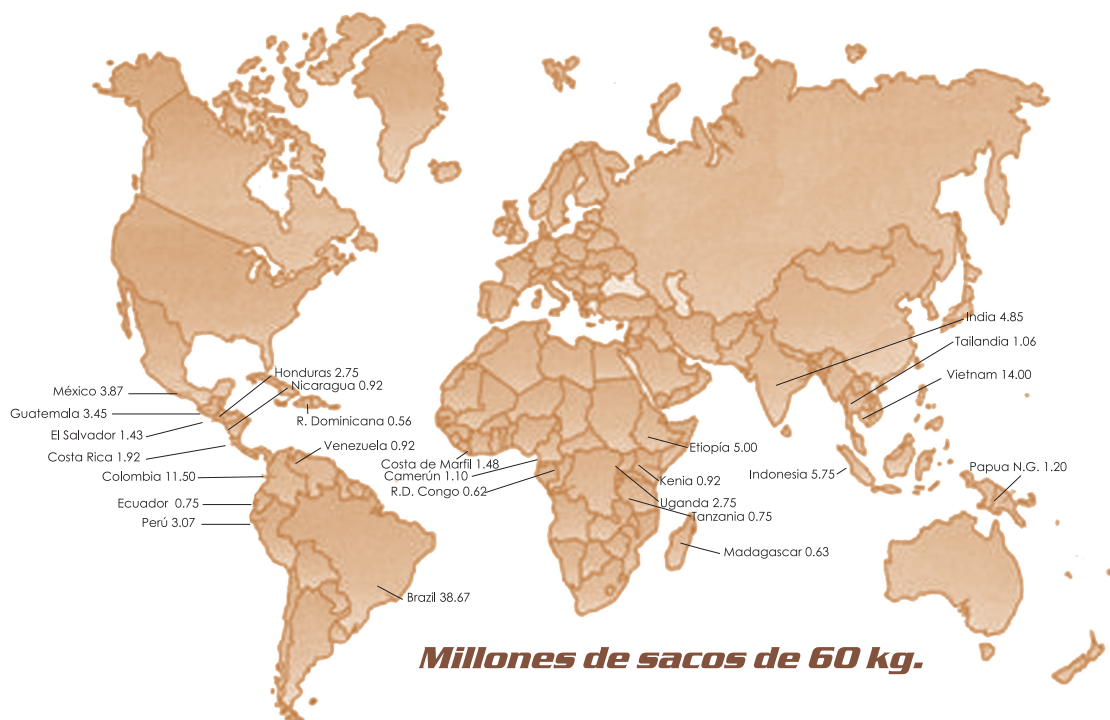 India 4.85
Tailandia 1.06
Honduras 2.75
Vietnam 14.00
Nicaragua 0.92
México 3.87
Guatemala 3.45
R. Dominicana 0.56
El Salvador 1.43
Venezuela 0.92
Etiopía 5.00
Costa Rica 1.92
Costa de Marfil 1.48
Papua N.G. 1.20
Indonesia 5.75
Colombia 11.50
Camerún 1.10
Kenia 0.92
R.D. Congo 0.62
Ecuador 0.75
Uganda 2.75
Tanzania 0.75
Perú 3.07
Madagascar 0.63
Brazil 38.67
Millones de sacos de 60 kg.